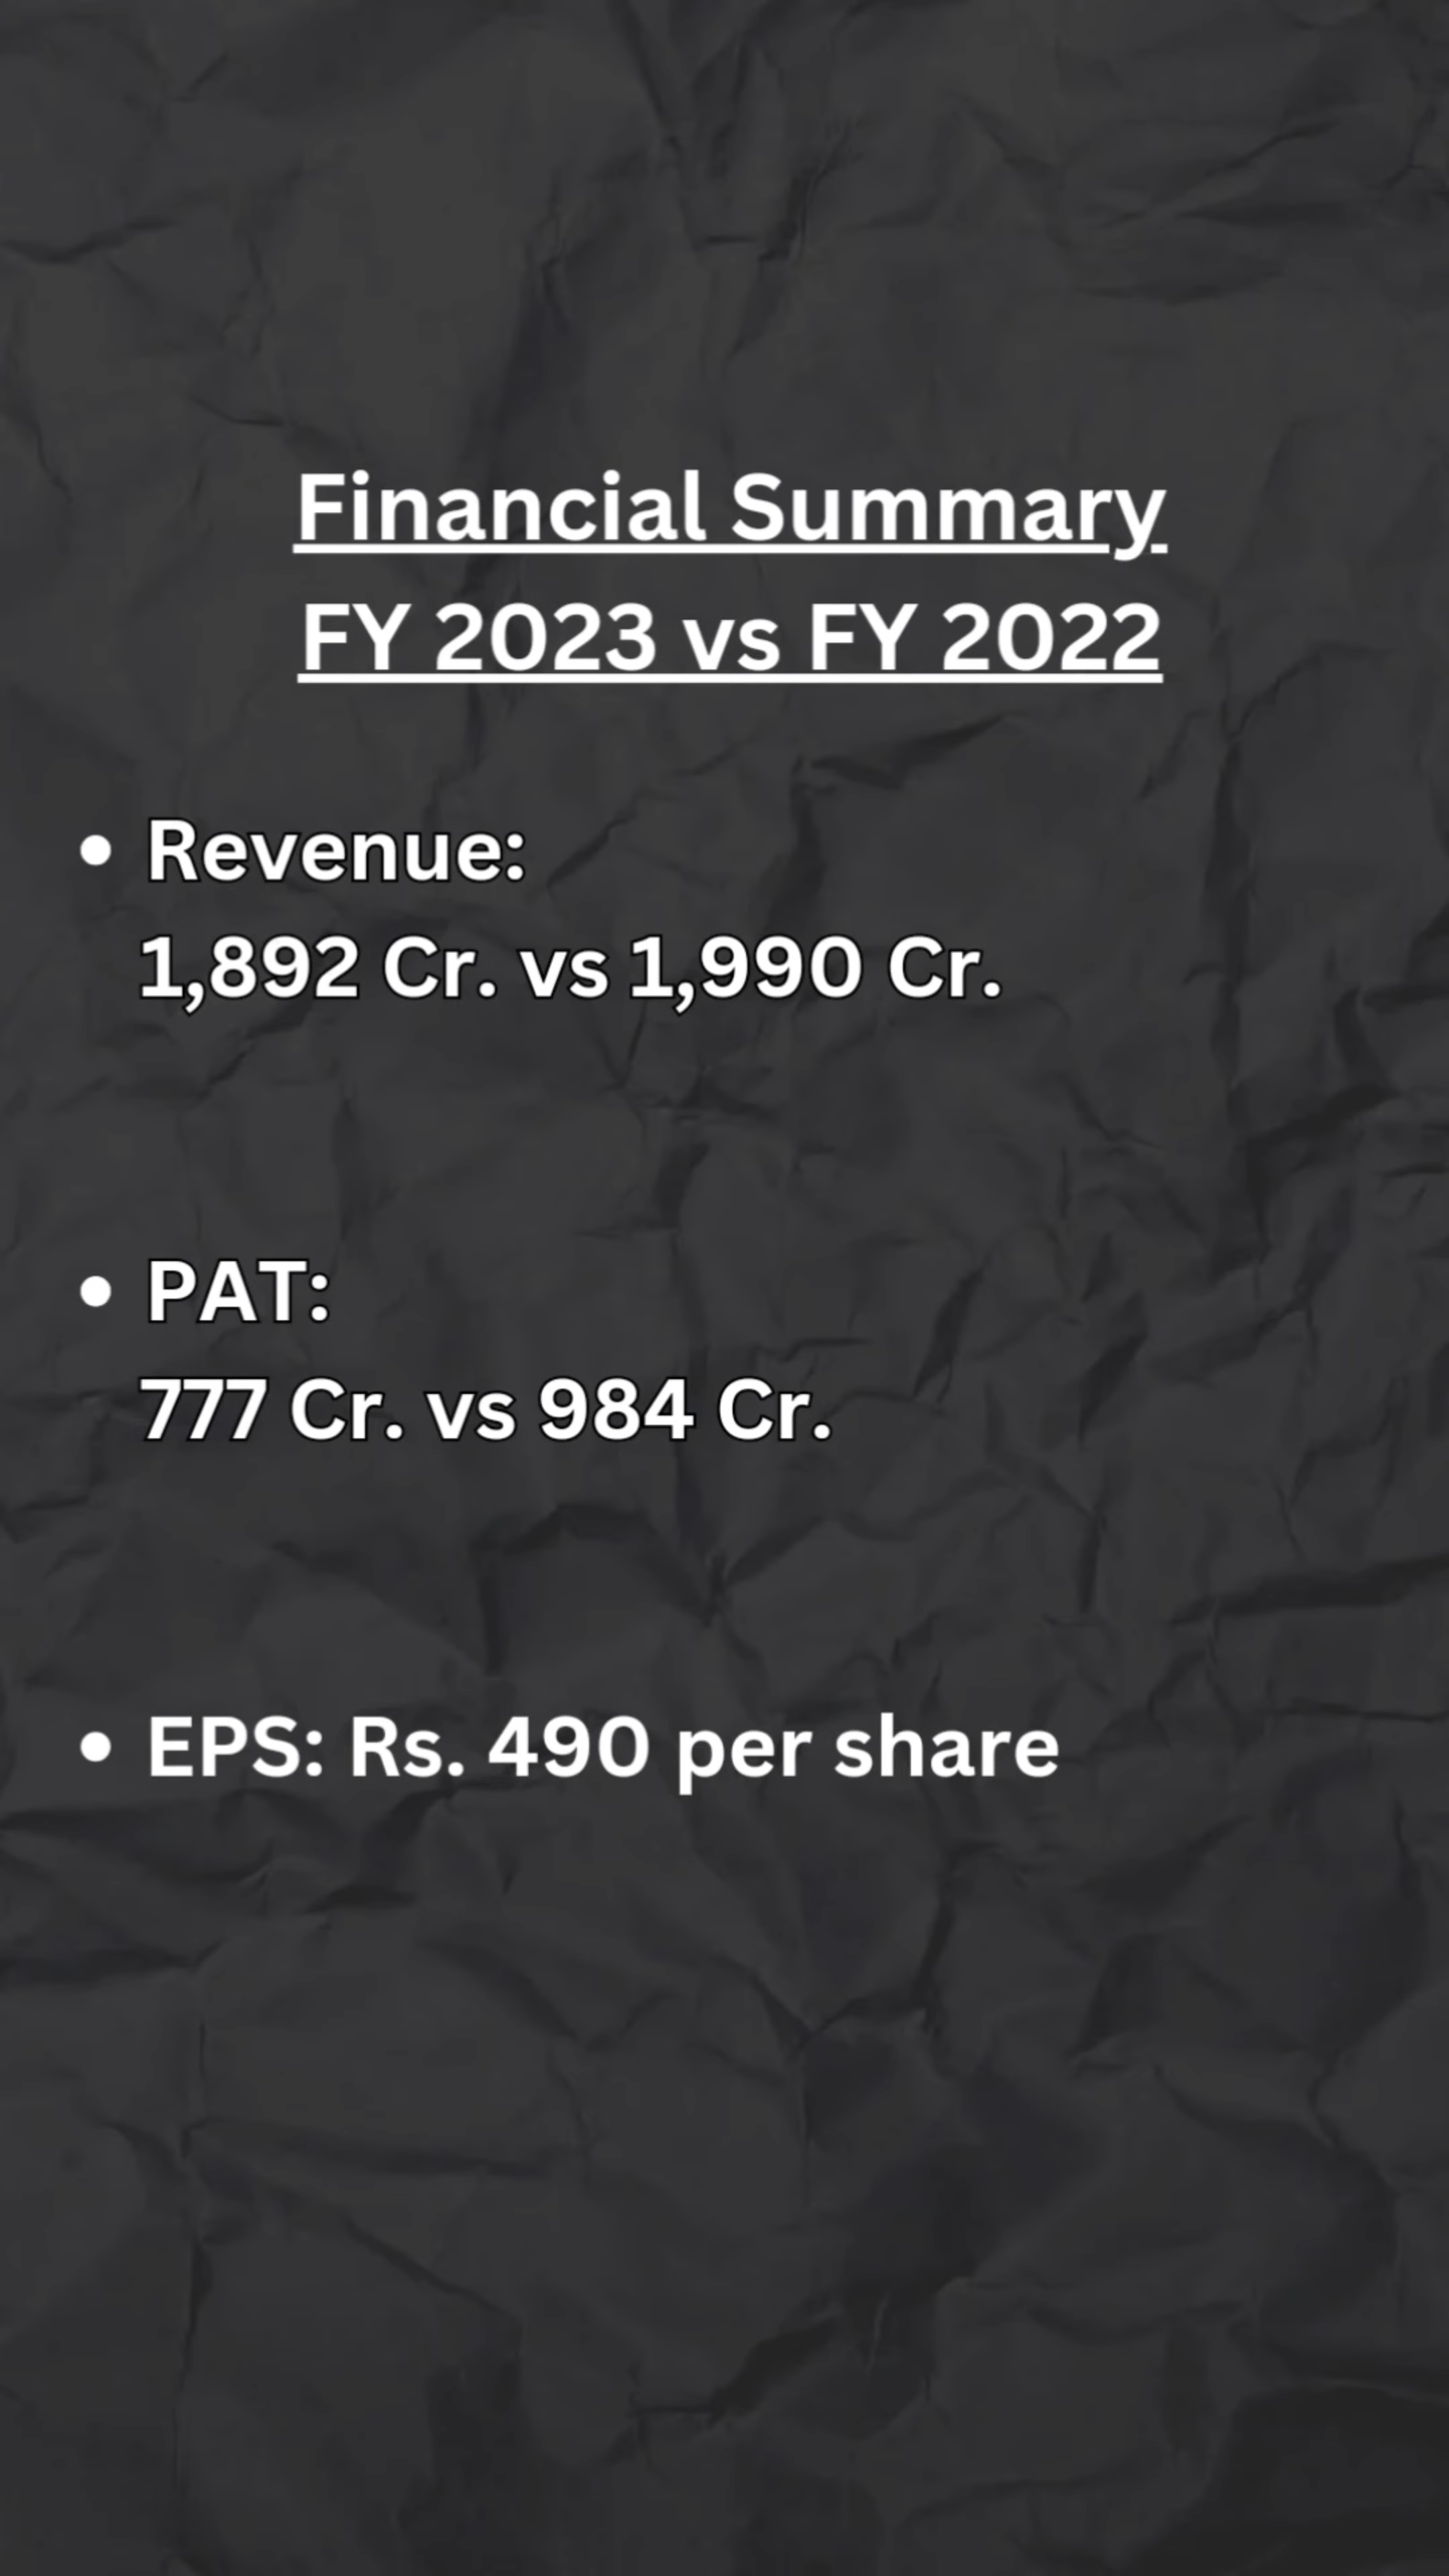 Financial Summary
FY 2023 vs FY 2022
• Revenue:
1,892 Cr. vs 1,990 Cr.
• PAT:
777 Cr. vs 984 Cr.
• EPS: Rs. 490 per share